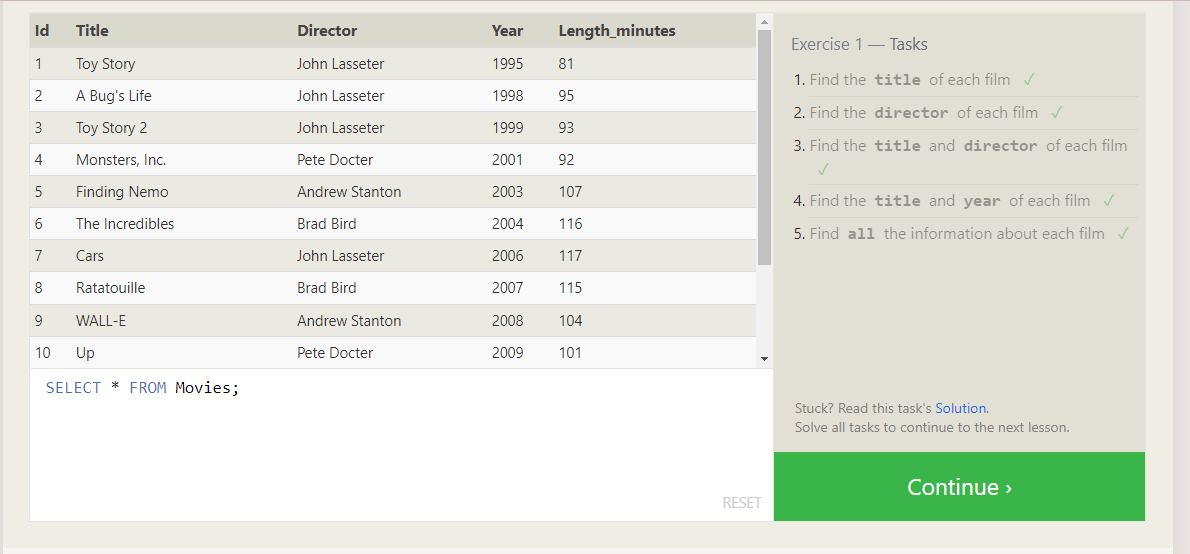 Id Title Director Year Length_minutes
1 Toy Story John Lasseter 1995 81
2 A Bug's Life John Lasseter 1998 95
3 Toy Story 2 John Lasseter 1999 93
4 Monsters, Inc. Pete Docter 2001 92
5 Finding Nemo Andrew Stanton 2003 107
6 The Incredibles Brad Bird 2004 116
7 Cars John Lasseter 2006 117
8 Ratatouille Brad Bird 2007 115
9 WALL-E Andrew Stanton 2008 104
10 Up Pete Docter 2009 101
SELECT * FROM Movies;
RESET
Exercise 1 — Tasks
1. Find the title of each film ✓
2. Find the director of each film ✓
3. Find the title and director of each film
✓
4. Find the title and year of each film ✓
5. Find all the information about each film ✓
Stuck? Read this task's Solution.
Solve all tasks to continue to the next lesson.
Continue ›